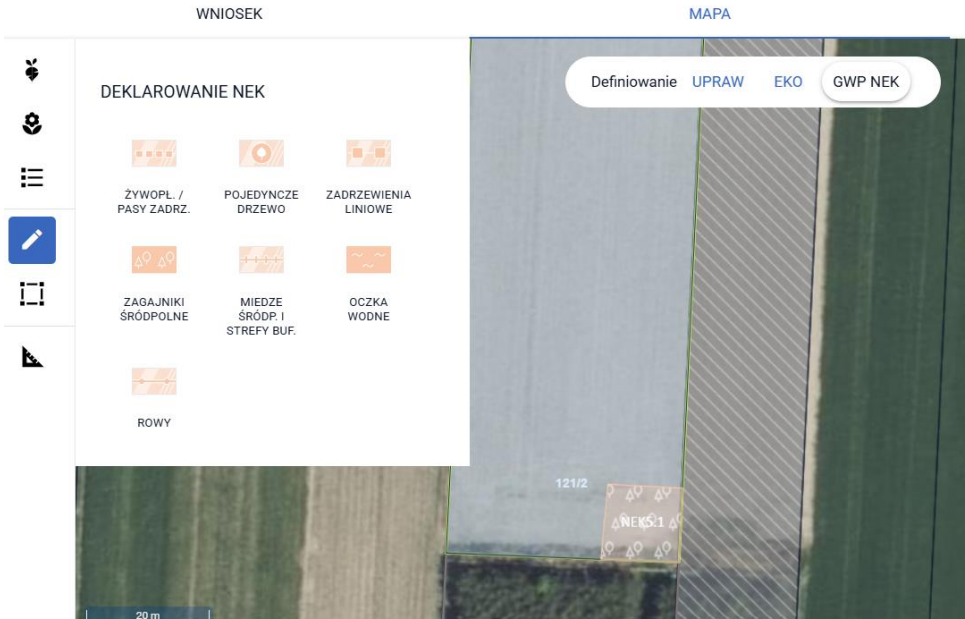 WNIOSEK
MAPA
DEKLAROWANIE NEK
Definiowanie UPRAW EKO GWP NEK
ŻYWOPŁ. /
PASY ZADRZ.
POJEDYNCZE
DRZEWO
ZADRZEWIENIA
LINIOWE
ZAGAJNIKI
ŚRÓDPOLNE
MIEDZE
ŚRÓDP. I
STREFY BUF.
OCZKA
WODNE
ROWY
121/2
NEK5.1
20 m